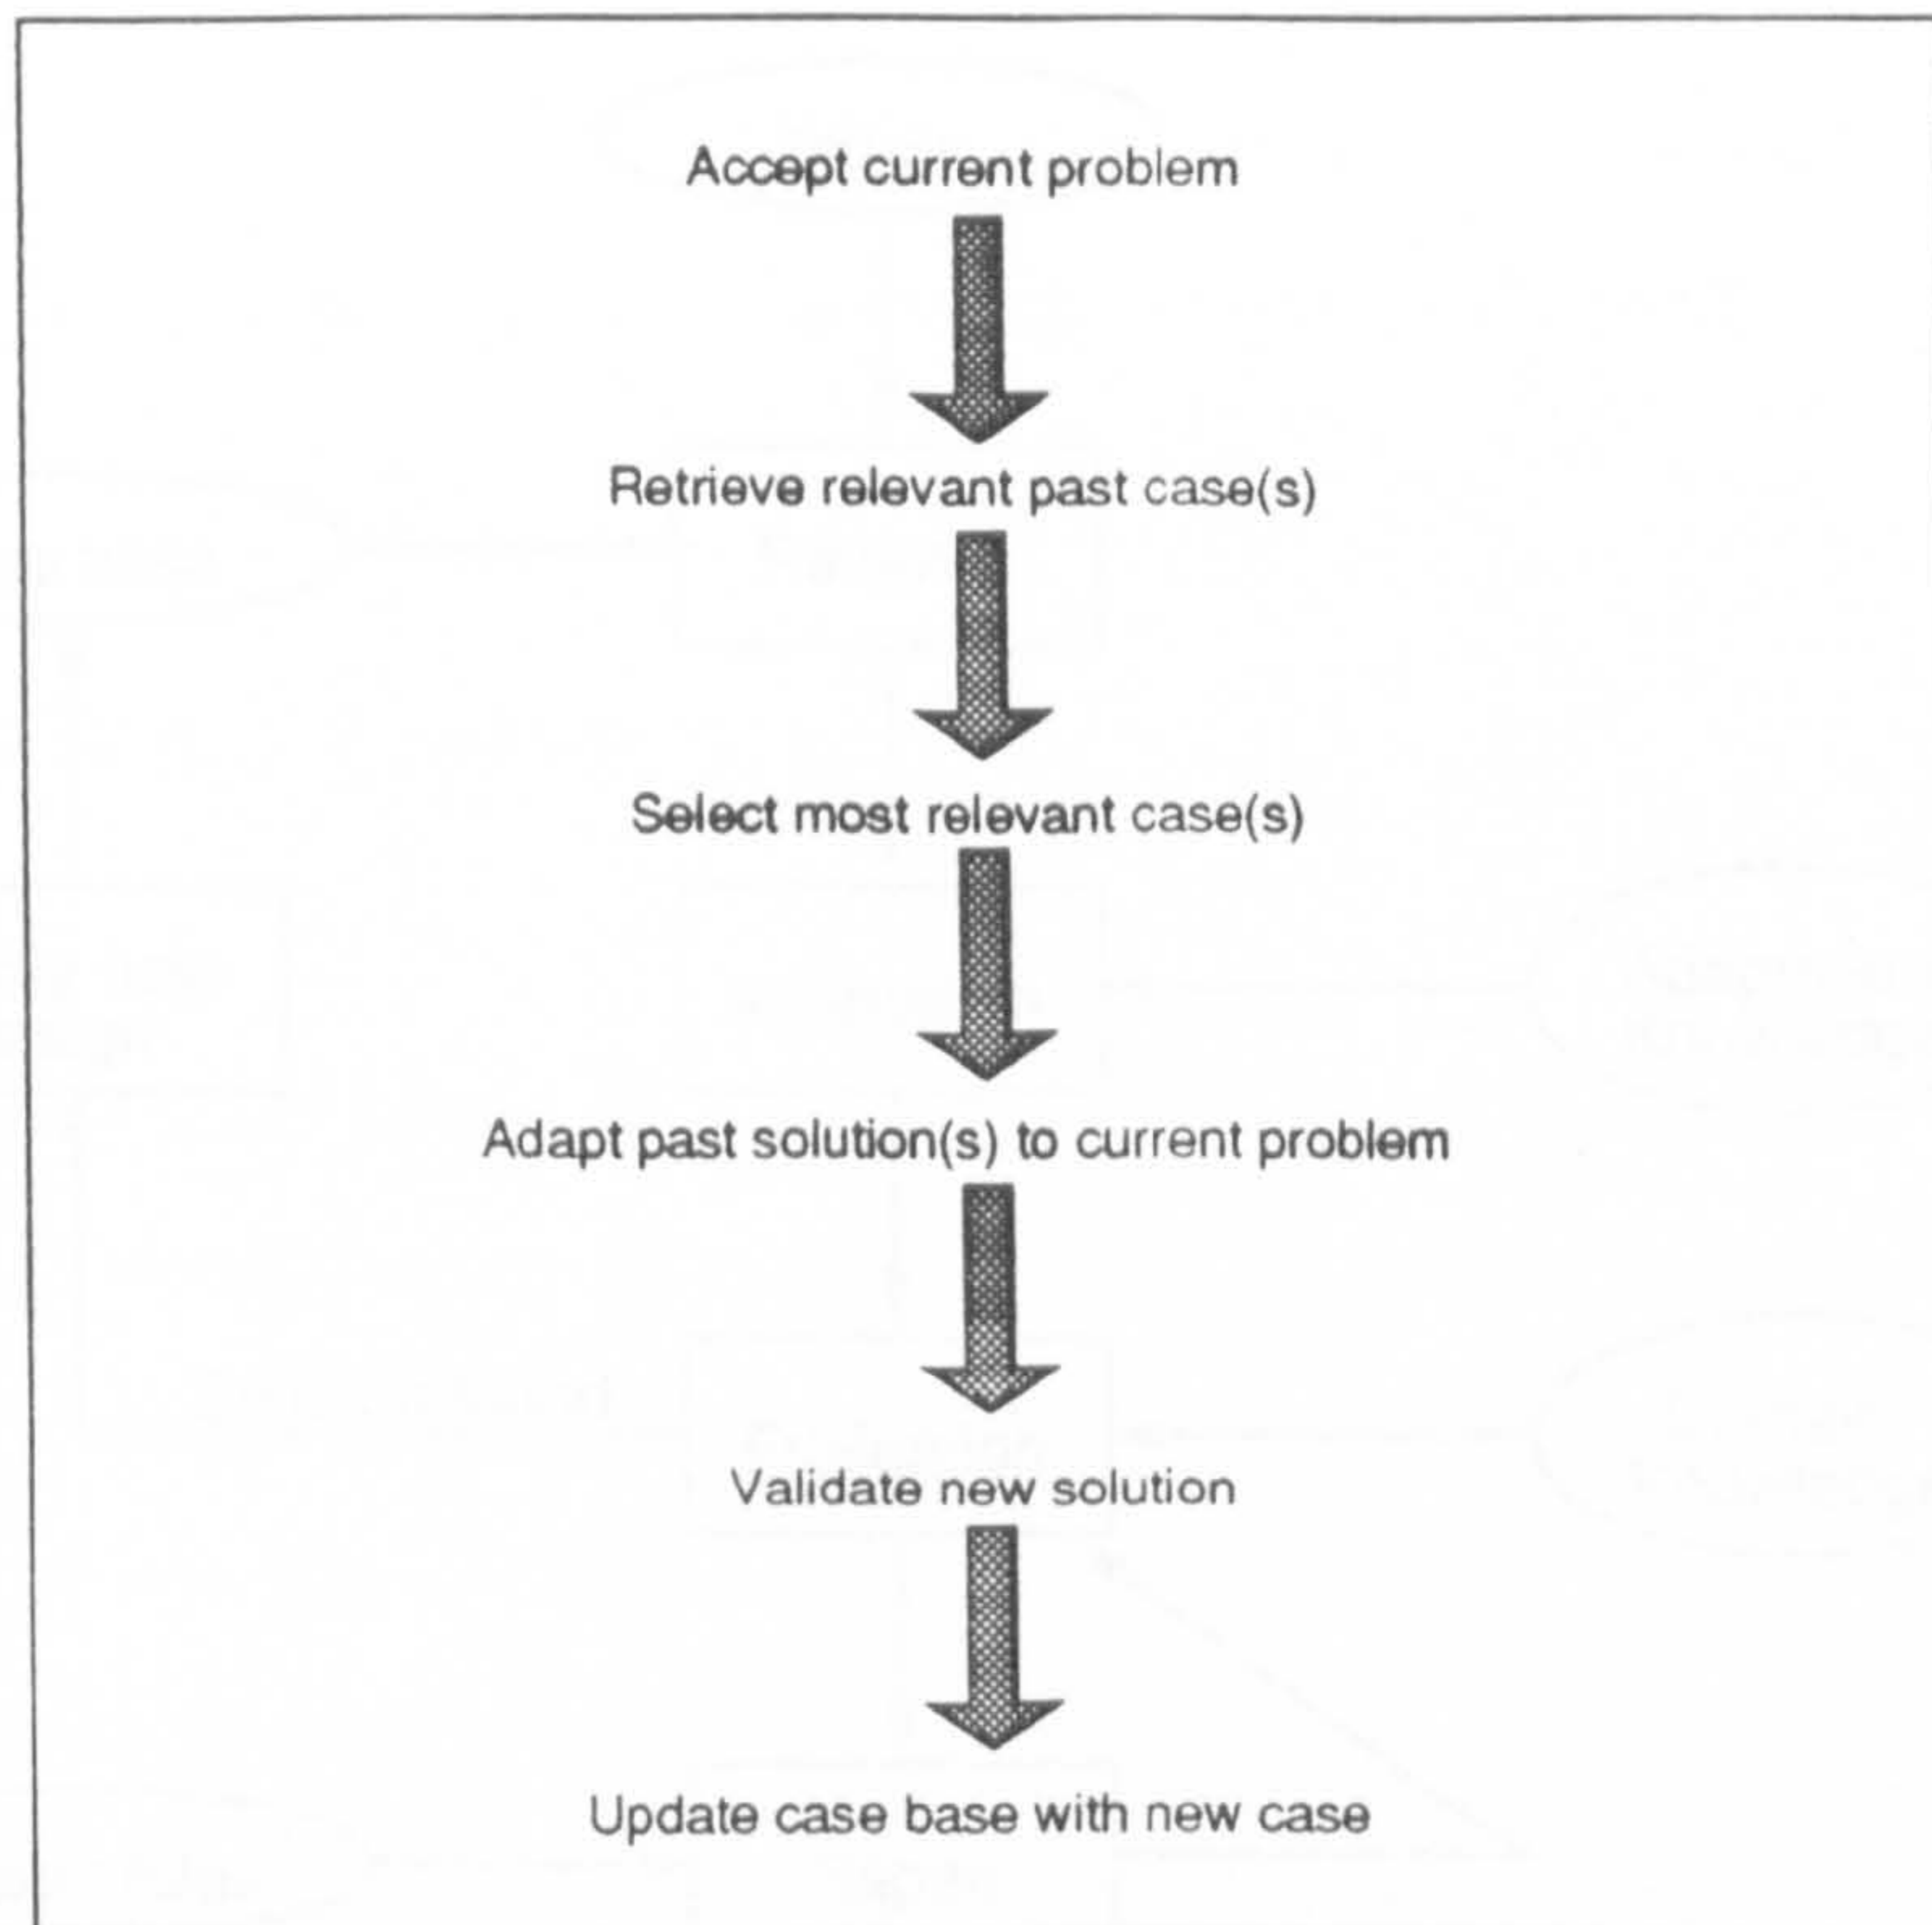 Accept current problem
Retrieve relevant past case(s)
Select most relevant case(s)
Adapt past solution(s) to current problem
Validate new solution
Update case base with new case